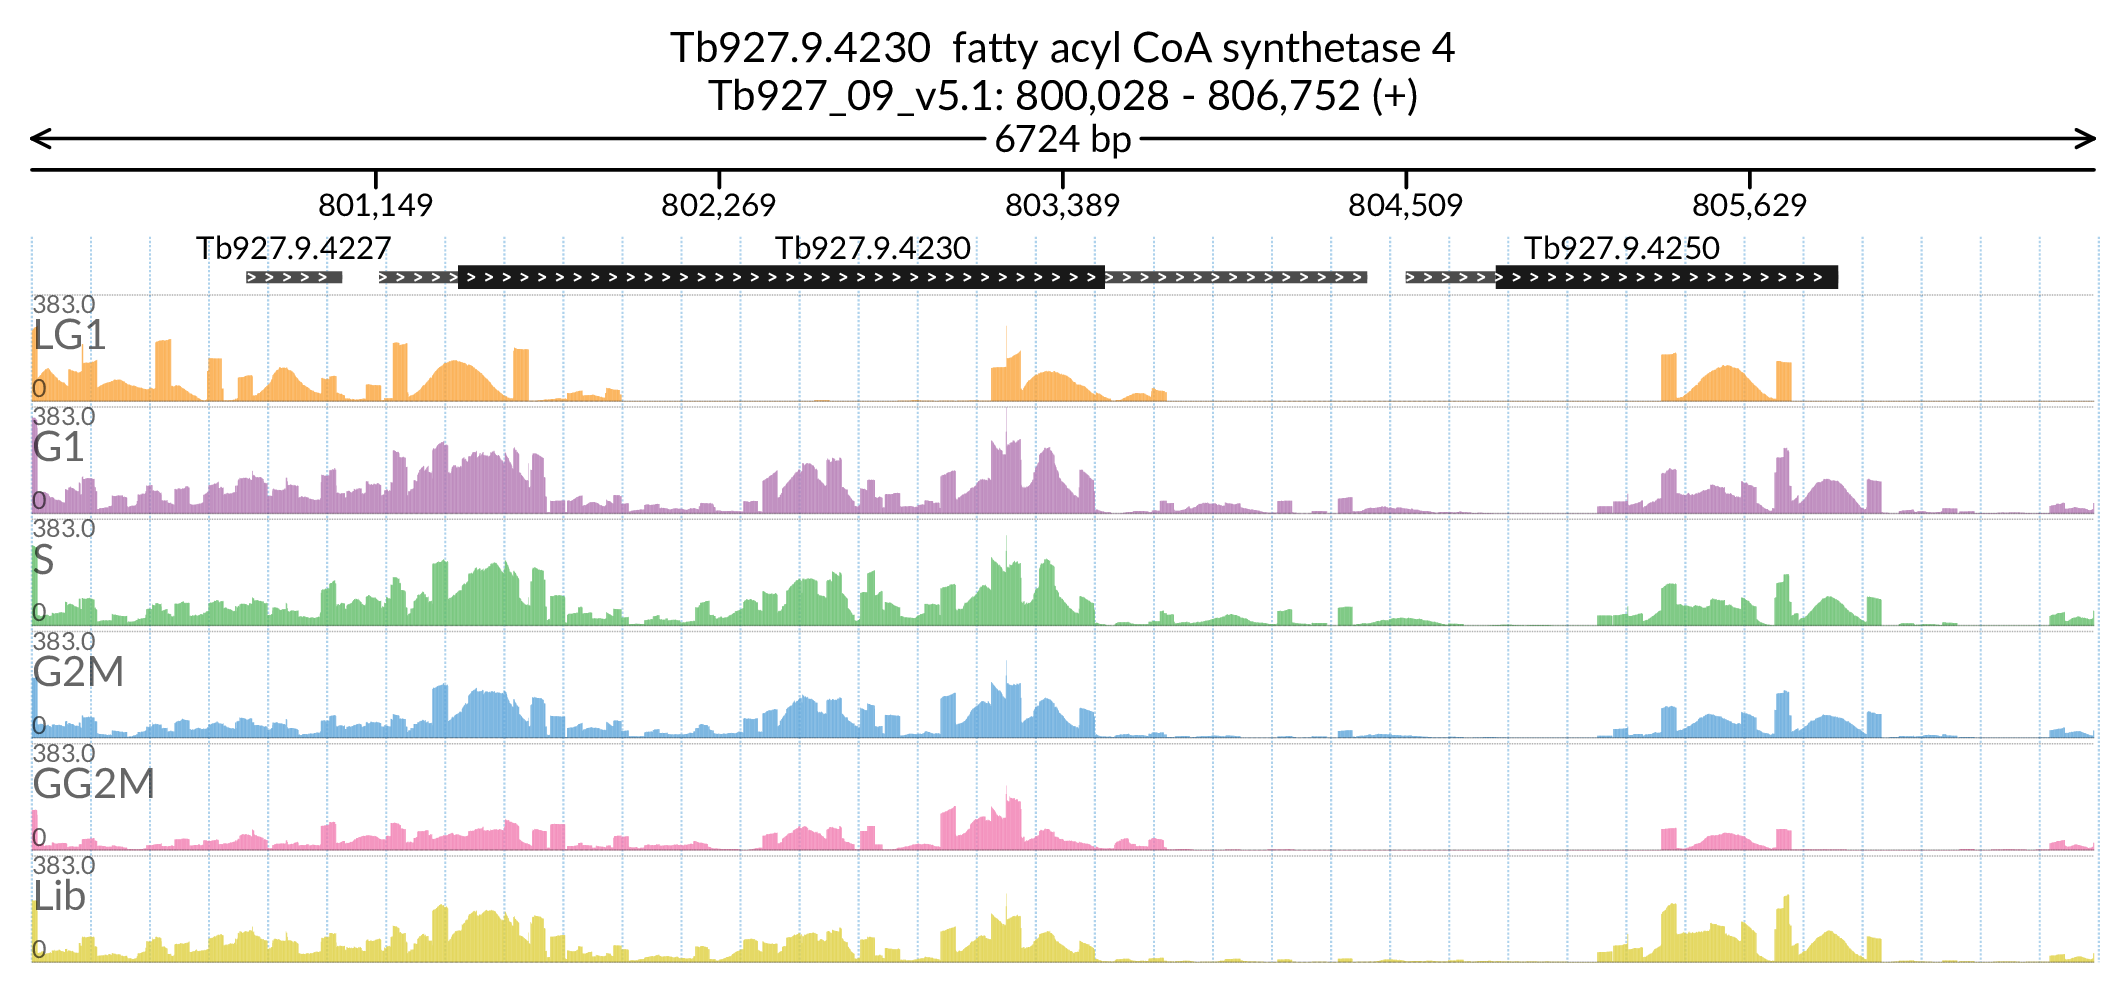 Tb927.9.4230  fatty acyl CoA synthetase 4
Tb927_09_v5.1: 800,028 - 806,752 (+)
6724 bp
801,149 802,269 803,389 804,509 805,629
Tb927.9.4227 Tb927.9.4230 Tb927.9.4250
383.0
LG1
0
383.0
G1
0
383.0
S
0
383.0
G2M
0
383.0
GG2M
0
383.0
Lib
0